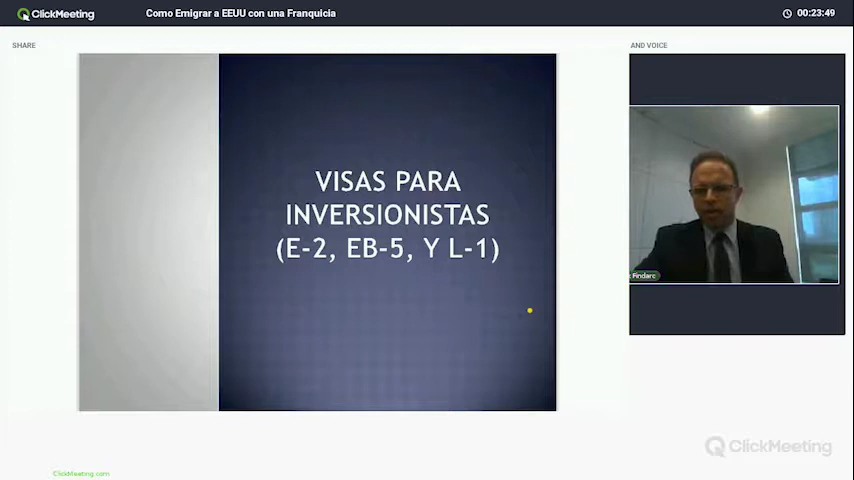 ClickMeeting
Como Emigrar a EEUU con una Franquicia
00:23:49
SHARE
AND VOICE
VISAS PARA
INVERSIONISTAS
(E-2, EB-5, Y L-1)
Findarc
ClickMeeting
ClickMeeting.com